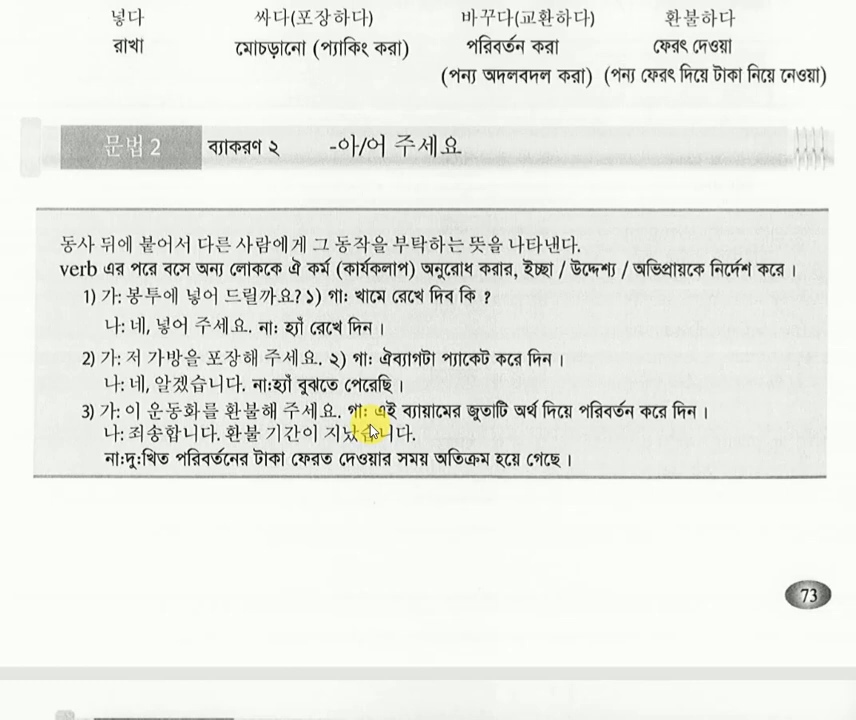 넣다 싸다(포장하다) 바꾸다(교환하다) 환불하다
রাখা মোচড়ানো (প্যাকিং করা) পরিবর্তন করা ফেরৎ দেওয়া
(পন্য অদলবদল করা) (পন্য ফেরৎ দিয়ে টাকা নিয়ে নেওয়া)
문법 2 ব্যাকরণ ২ -아/어 주세요
동사 뒤에 붙어서 다른 사람에게 그 동작을 부탁하는 뜻을 나타낸다.
verb এর পরে বসে অন্য লোককে ঐ কর্ম (কার্যকলাপ) অনুরোধ করার, ইচ্ছা / উদ্দেশ্য / অভিপ্রায়কে নির্দেশ করে।
1) 가: 봉투에 넣어 드릴까요? ১) গা: খামে রেখে দিব কি ?
나: 네, 넣어 주세요. না: হ্যাঁ রেখে দিন।
2) 가: 저 가방을 포장해 주세요. ২) গা: ঐব্যাগটা প্যাকেট করে দিন।
나: 네, 알겠습니다. না:হ্যাঁ বুঝতে পেরেছি।
3) 가: 이 운동화를 환불해 주세요. গা: এই ব্যায়ামের জুতাটি অর্থ দিয়ে পরিবর্তন করে দিন।
나: 죄송합니다. 환불 기간이 지났습니다.
না:দু:খিত পরিবর্তনের টাকা ফেরত দেওয়ার সময় অতিক্রম হয়ে গেছে।
73